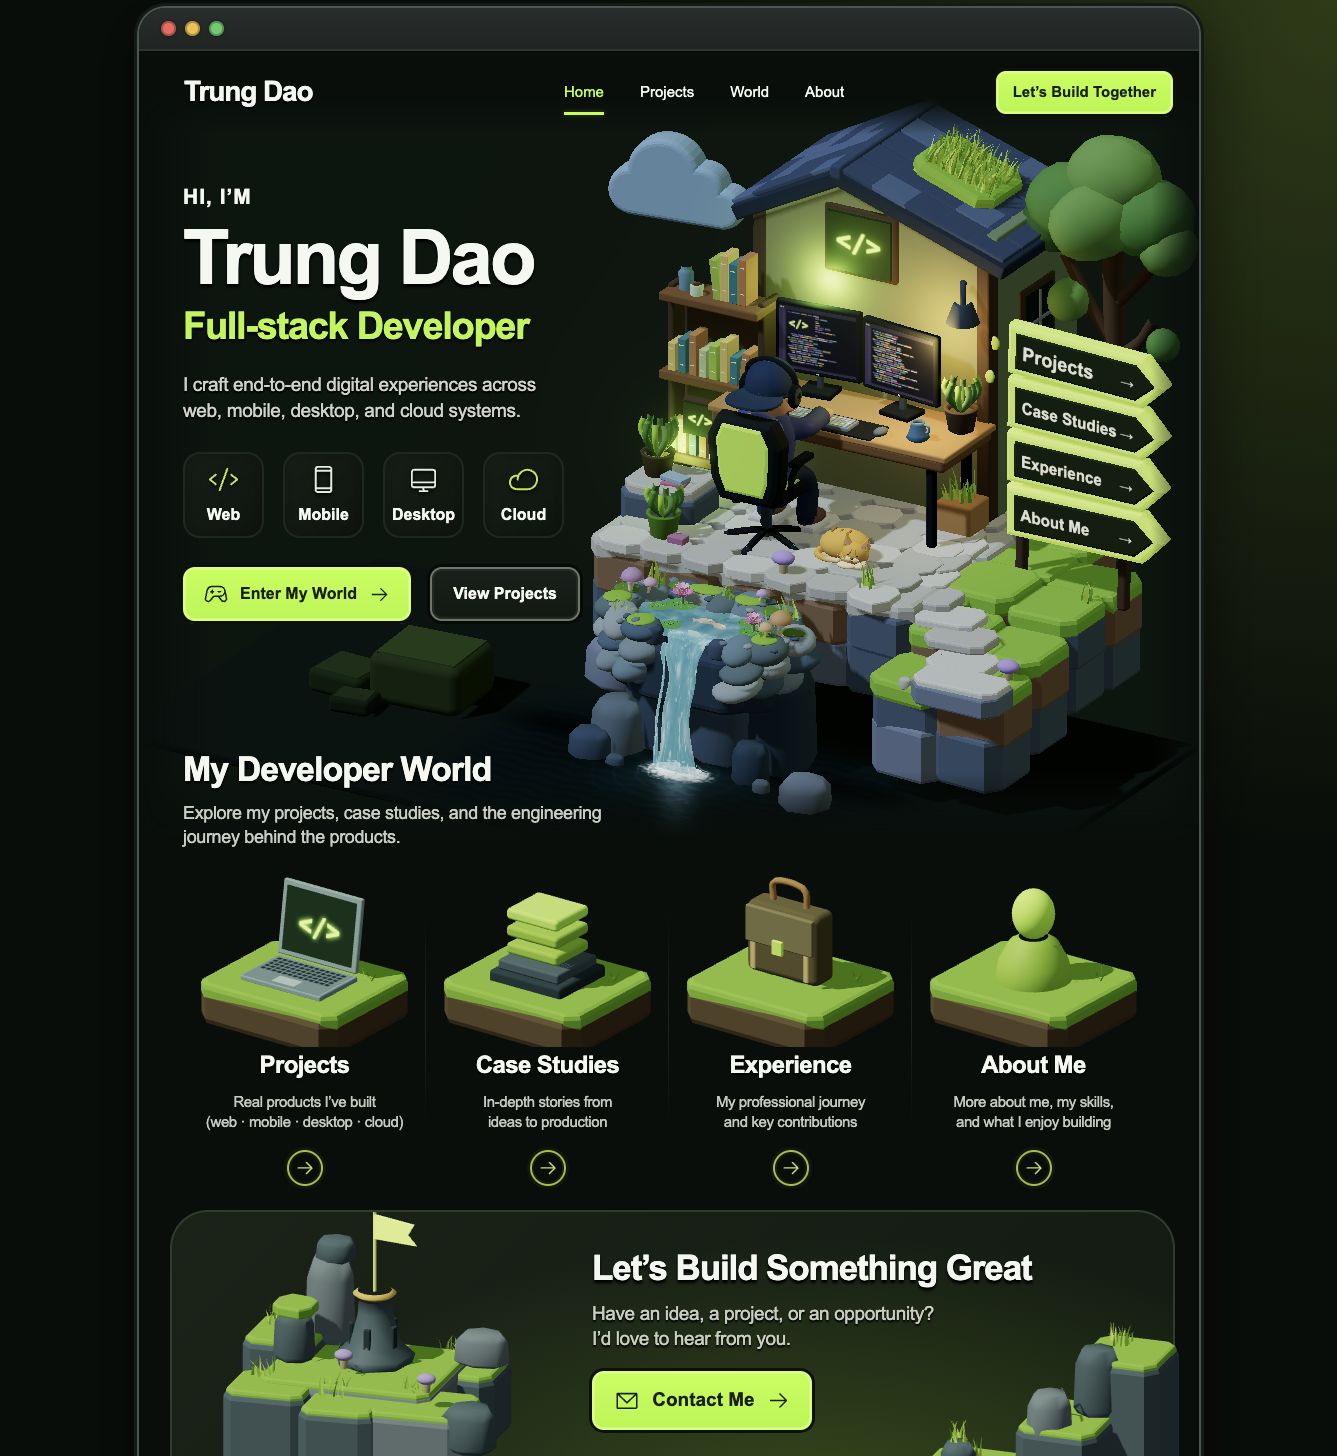 Trung Dao
Home
Projects
World
About
Let’s Build Together
HI, I’M
Trung Dao
Full-stack Developer
I craft end-to-end digital experiences across
web, mobile, desktop, and cloud systems.
</> Web
Mobile
Desktop
Cloud
Enter My World →
View Projects
</>
</>
</>
Projects →
Case Studies →
Experience →
About Me →
My Developer World
Explore my projects, case studies, and the engineering
journey behind the products.
</>
Projects
Real products I’ve built
(web · mobile · desktop · cloud)
→
Case Studies
In-depth stories from
ideas to production
→
Experience
My professional journey
and key contributions
→
About Me
More about me, my skills,
and what I enjoy building
→
Let’s Build Something Great
Have an idea, a project, or an opportunity?
I’d love to hear from you.
Contact Me →